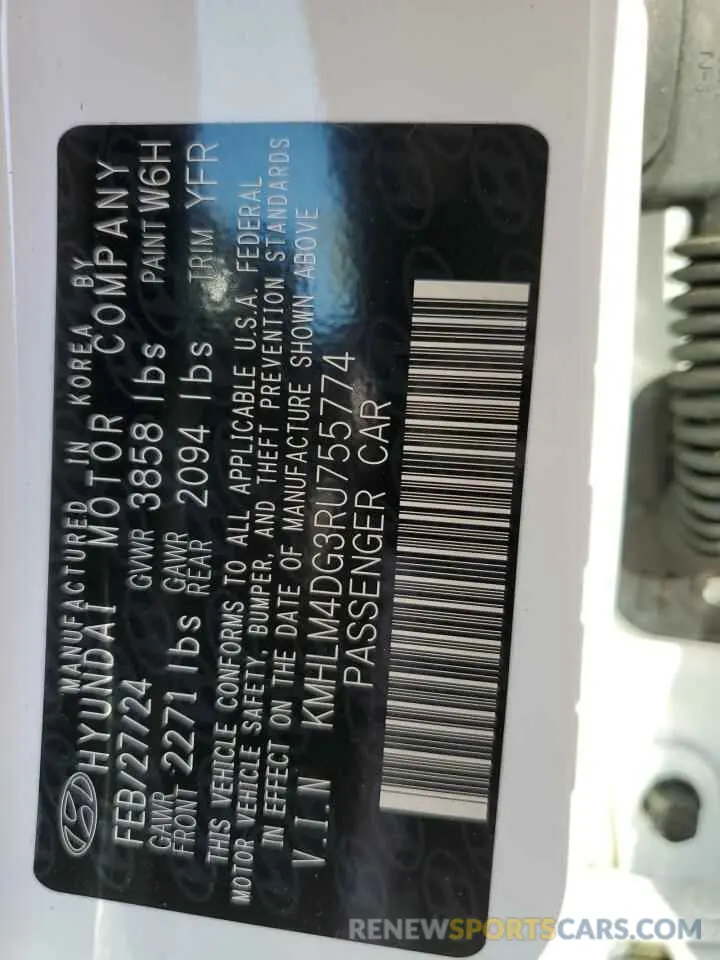 MANUFACTURED IN KOREA BY
HYUNDAI MOTOR COMPANY
FEB/27/24 GVWR 3858 lbs PAINT W6H
GAWR FRONT 2271 lbs GAWR REAR 2094 lbs TRIM YFR
THIS VEHICLE CONFORMS TO ALL APPLICABLE U.S.A. FEDERAL
MOTOR VEHICLE SAFETY, BUMPER, AND THEFT PREVENTION STANDARDS
IN EFFECT ON THE DATE OF MANUFACTURE SHOWN ABOVE
V.I.N KMHLM4DG3RU755774
PASSENGER CAR
RENEWSPORTSCARS.COM